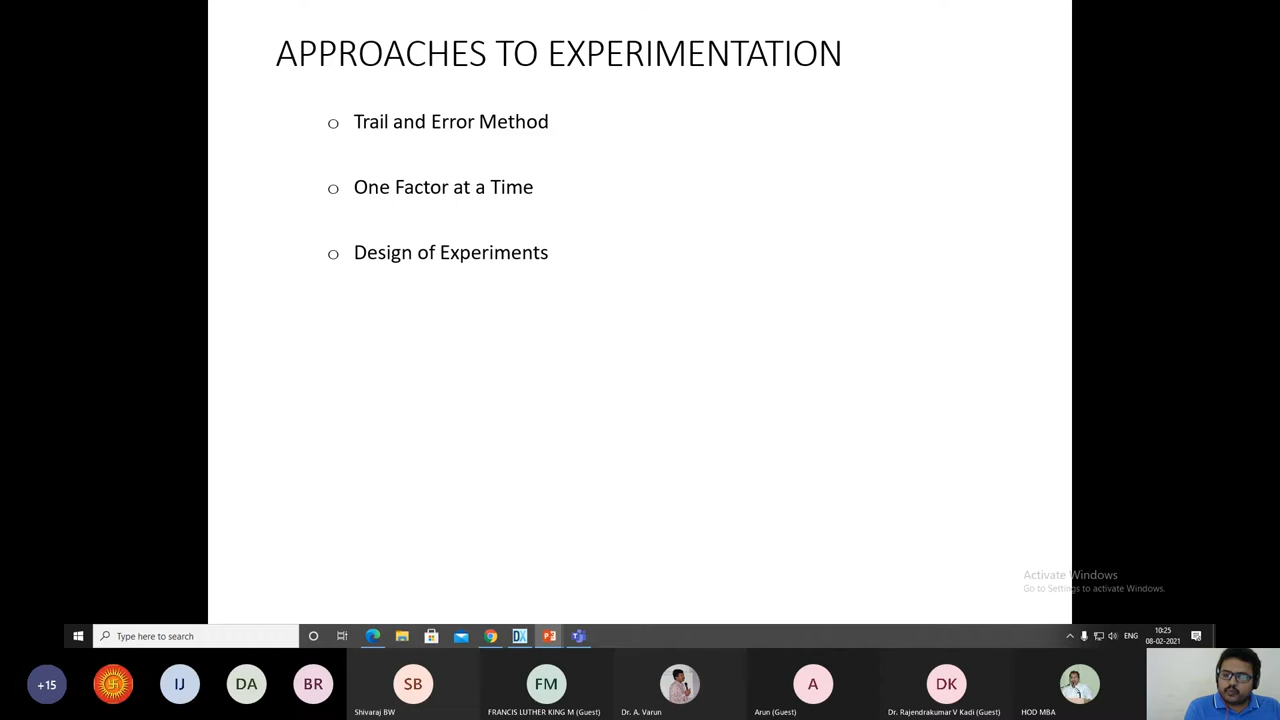 APPROACHES TO EXPERIMENTATION
o Trail and Error Method
o One Factor at a Time
o Design of Experiments
Activate Windows
Go to Settings to activate Windows.
Type here to search
DX
ENG
10:25
08-02-2021
+15
IJ
DA
BR
SB
FM
A
DK
Shivaraj BW
FRANCIS LUTHER KING M (Guest)
Dr. A. Varun
Arun (Guest)
Dr. Rajendrakumar V Kadi (Guest)
HOD MBA